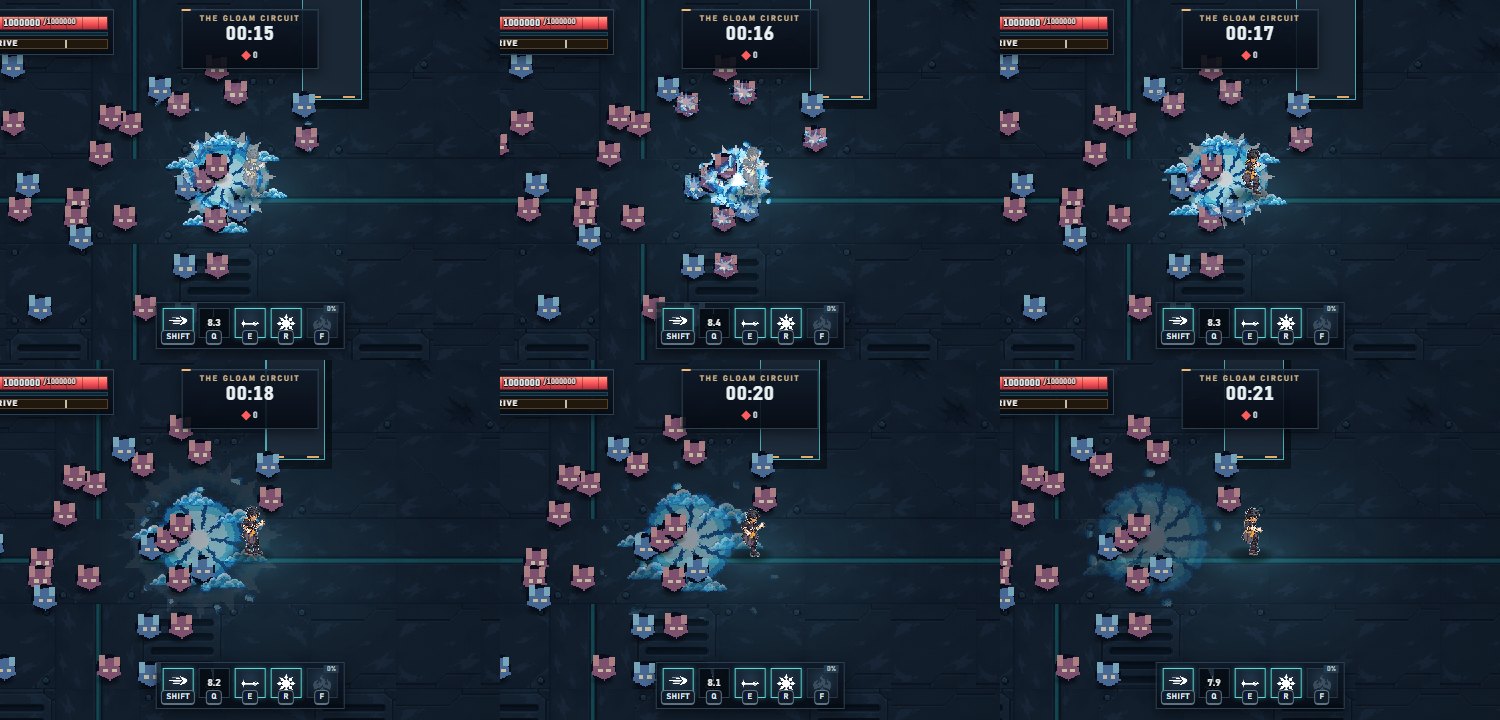 1000000/1000000
RIVE
THE GLOAM CIRCUIT
00:15
0
8.3
0%
SHIFT Q E R F
1000000/1000000
RIVE
THE GLOAM CIRCUIT
00:16
0
8.4
0%
SHIFT Q E R F
1000000/1000000
RIVE
THE GLOAM CIRCUIT
00:17
0
8.3
0%
SHIFT Q E R F
1000000/1000000
RIVE
THE GLOAM CIRCUIT
00:18
0
8.2
0%
SHIFT Q E R F
1000000/1000000
RIVE
THE GLOAM CIRCUIT
00:20
0
8.1
0%
SHIFT Q E R F
1000000/1000000
RIVE
THE GLOAM CIRCUIT
00:21
0
7.9
0%
SHIFT Q E R F